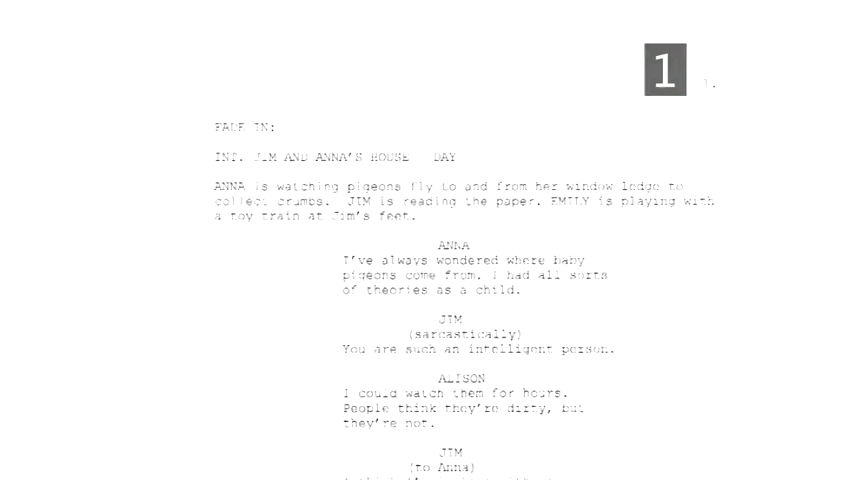 1
1.
FADE IN:
INT. JIM AND ANNA'S HOUSE   DAY
ANNA is watching pigeons fly to and from her window ledge to
collect crumbs.  JIM is reading the paper. EMILY is playing with
a toy train at Jim's feet.
ANNA
I've always wondered where baby
pigeons come from. I had all sorts
of theories as a child.
JIM
(sarcastically)
You are such an intelligent person.
ALISON
I could watch them for hours.
People think they're dirty, but
they're not.
JIM
(to Anna)